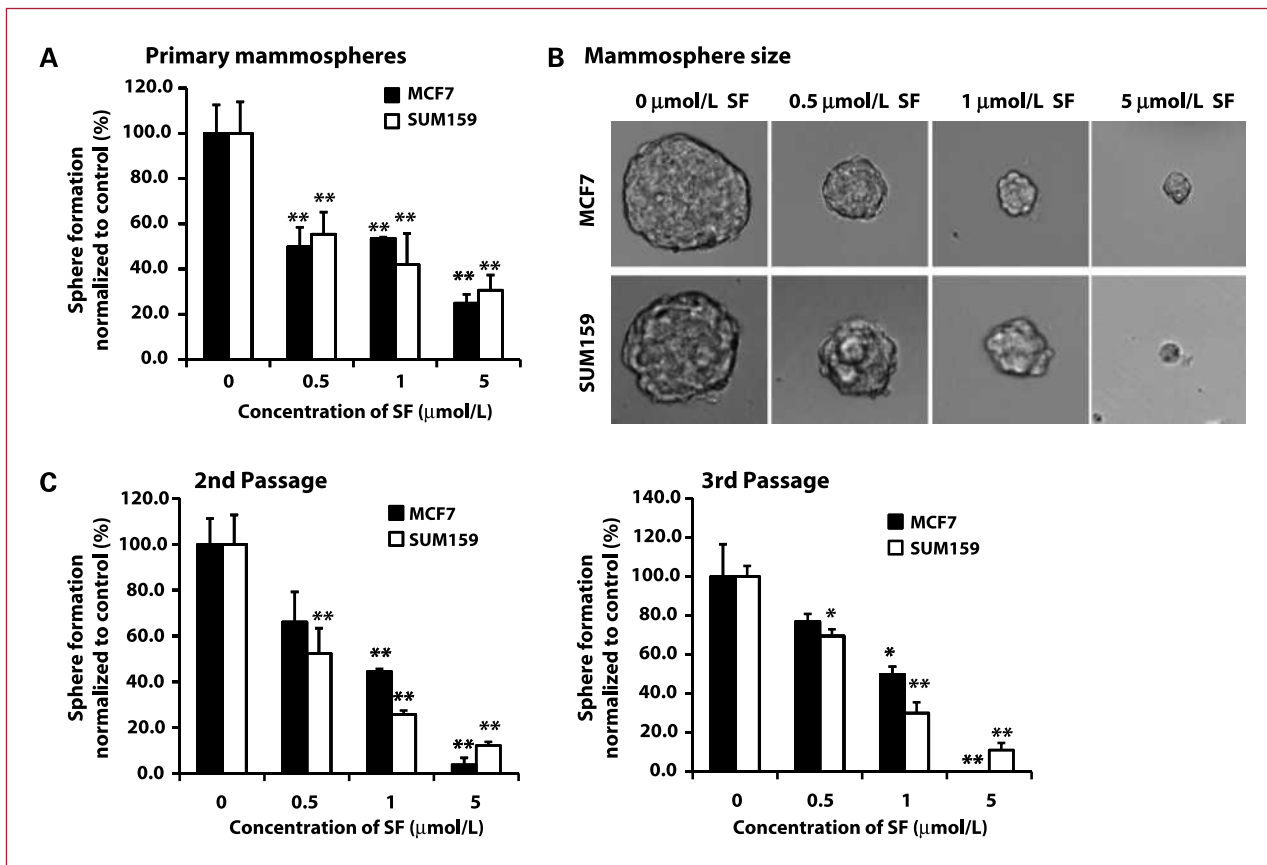 A Primary mammospheres
Sphere formation
normalized to control (%)
120.0
100.0
80.0
60.0
40.0
20.0
0.0
MCF7
SUM159
** **
** **
** **
0 0.5 1 5
Concentration of SF (μmol/L)
B Mammosphere size
0 μmol/L SF 0.5 μmol/L SF 1 μmol/L SF 5 μmol/L SF
MCF7
SUM159
C 2nd Passage
Sphere formation
normalized to control (%)
120.0
100.0
80.0
60.0
40.0
20.0
0.0
MCF7
SUM159
**
** **
** **
0 0.5 1 5
Concentration of SF (μmol/L)
3rd Passage
Sphere formation
normalized to control (%)
140.0
120.0
100.0
80.0
60.0
40.0
20.0
0.0
MCF7
SUM159
*
* **
** **
0 0.5 1 5
Concentration of SF (μmol/L)